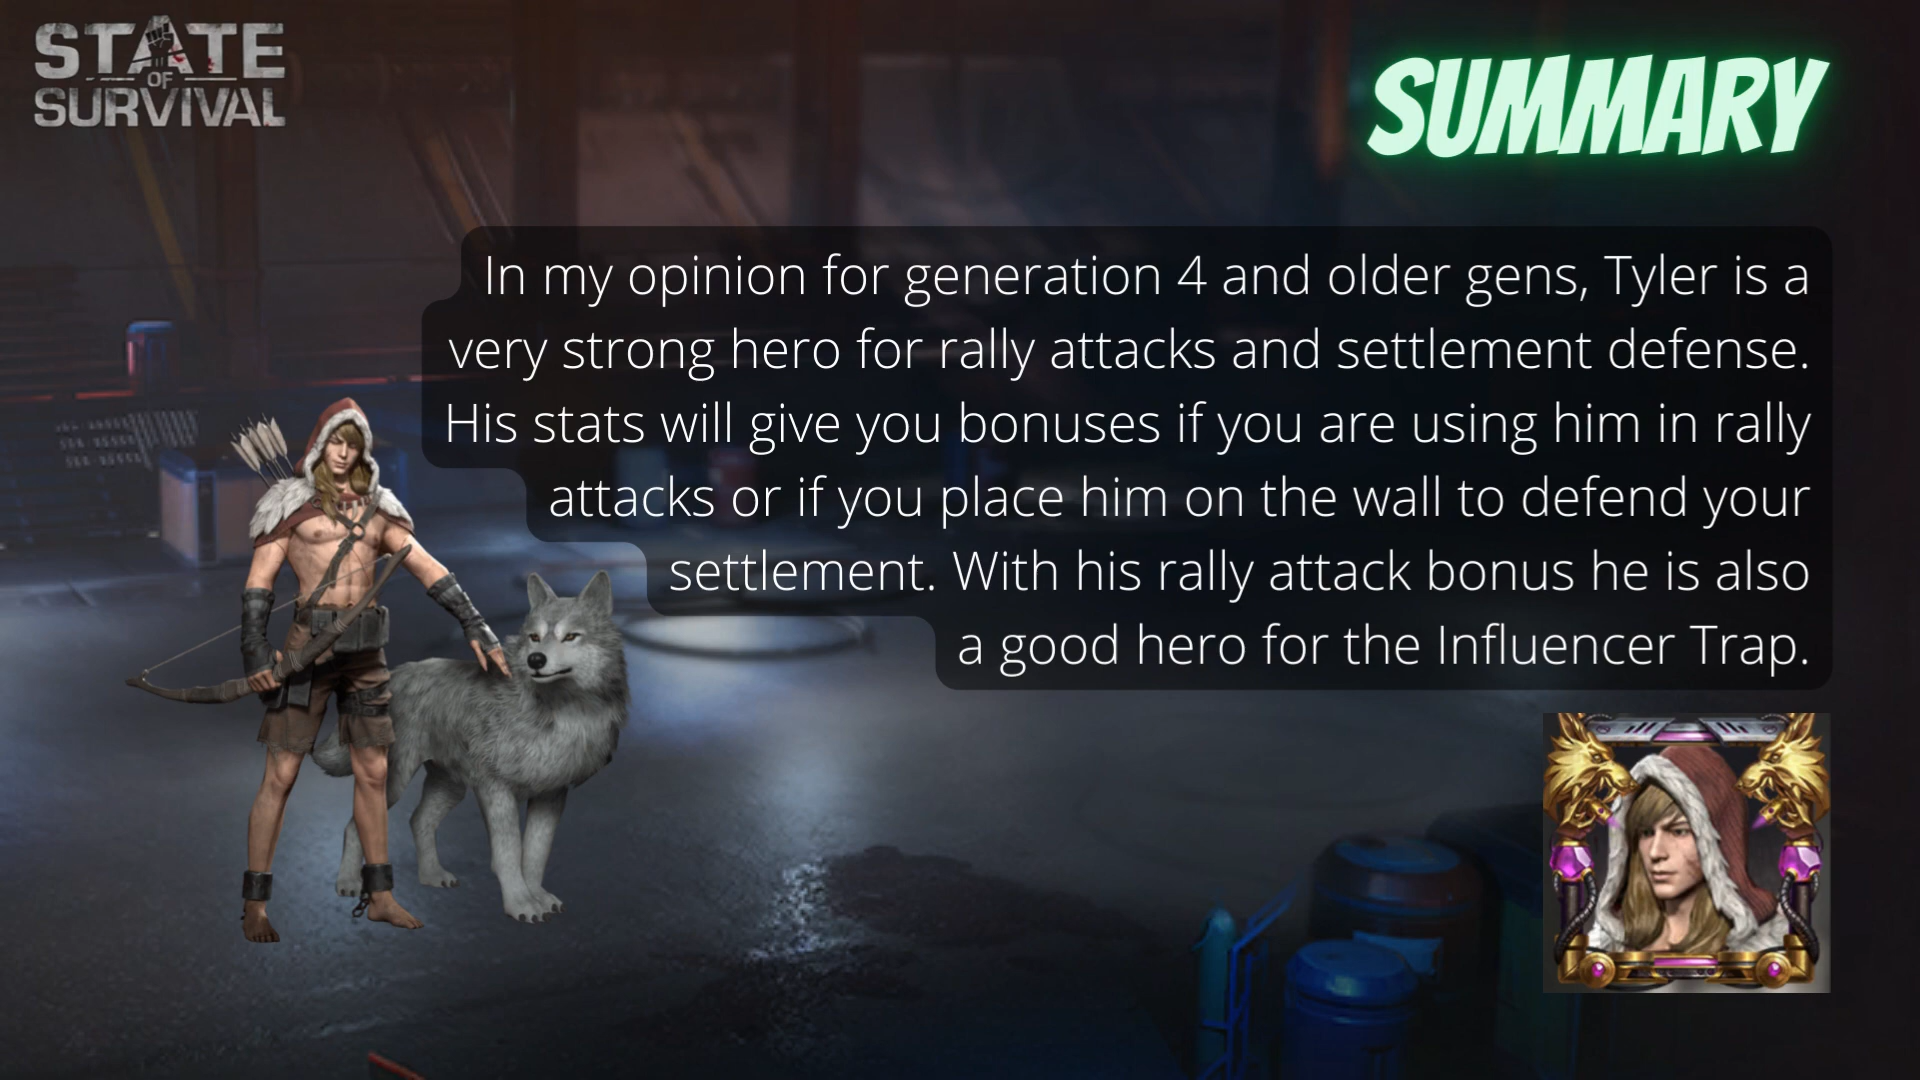 STATE
OF
SURVIVAL
SUMMARY
In my opinion for generation 4 and older gens, Tyler is a
very strong hero for rally attacks and settlement defense.
His stats will give you bonuses if you are using him in rally
attacks or if you place him on the wall to defend your
settlement. With his rally attack bonus he is also
a good hero for the Influencer Trap.